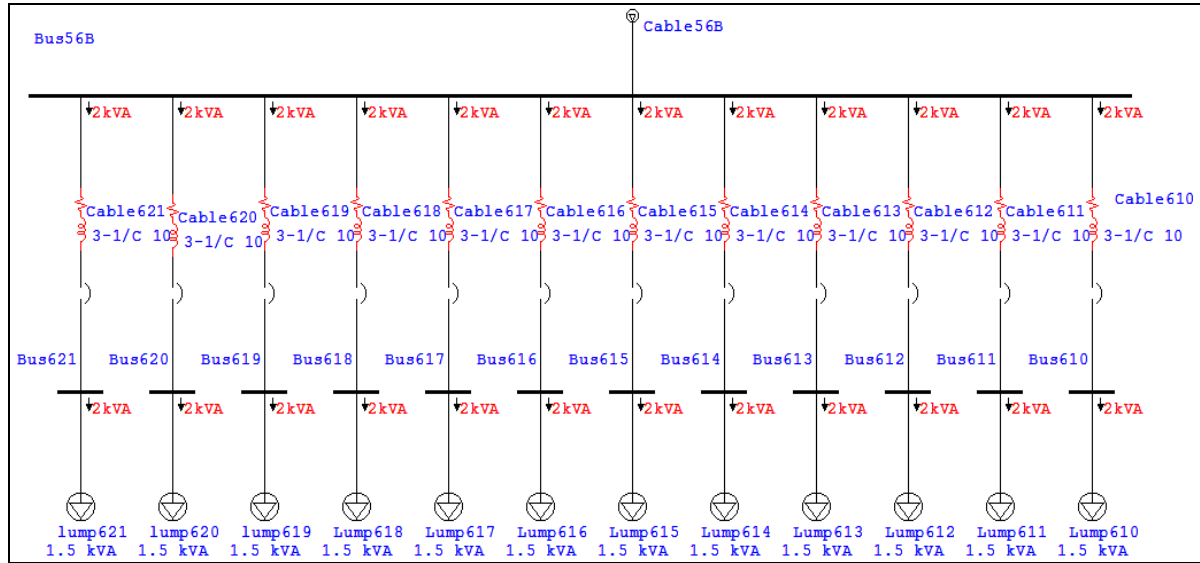 Cable56B
Bus56B
2kVA 2kVA 2kVA 2kVA 2kVA 2kVA 2kVA 2kVA 2kVA 2kVA 2kVA 2kVA
Cable621 Cable620 Cable619 Cable618 Cable617 Cable616 Cable615 Cable614 Cable613 Cable612 Cable611 Cable610
3-1/C 10 3-1/C 10 3-1/C 10 3-1/C 10 3-1/C 10 3-1/C 10 3-1/C 10 3-1/C 10 3-1/C 10 3-1/C 10 3-1/C 10 3-1/C 10
Bus621 Bus620 Bus619 Bus618 Bus617 Bus616 Bus615 Bus614 Bus613 Bus612 Bus611 Bus610
2kVA 2kVA 2kVA 2kVA 2kVA 2kVA 2kVA 2kVA 2kVA 2kVA 2kVA 2kVA
lump621 lump620 lump619 Lump618 Lump617 Lump616 Lump615 Lump614 Lump613 Lump612 Lump611 Lump610
1.5 kVA 1.5 kVA 1.5 kVA 1.5 kVA 1.5 kVA 1.5 kVA 1.5 kVA 1.5 kVA 1.5 kVA 1.5 kVA 1.5 kVA 1.5 kVA